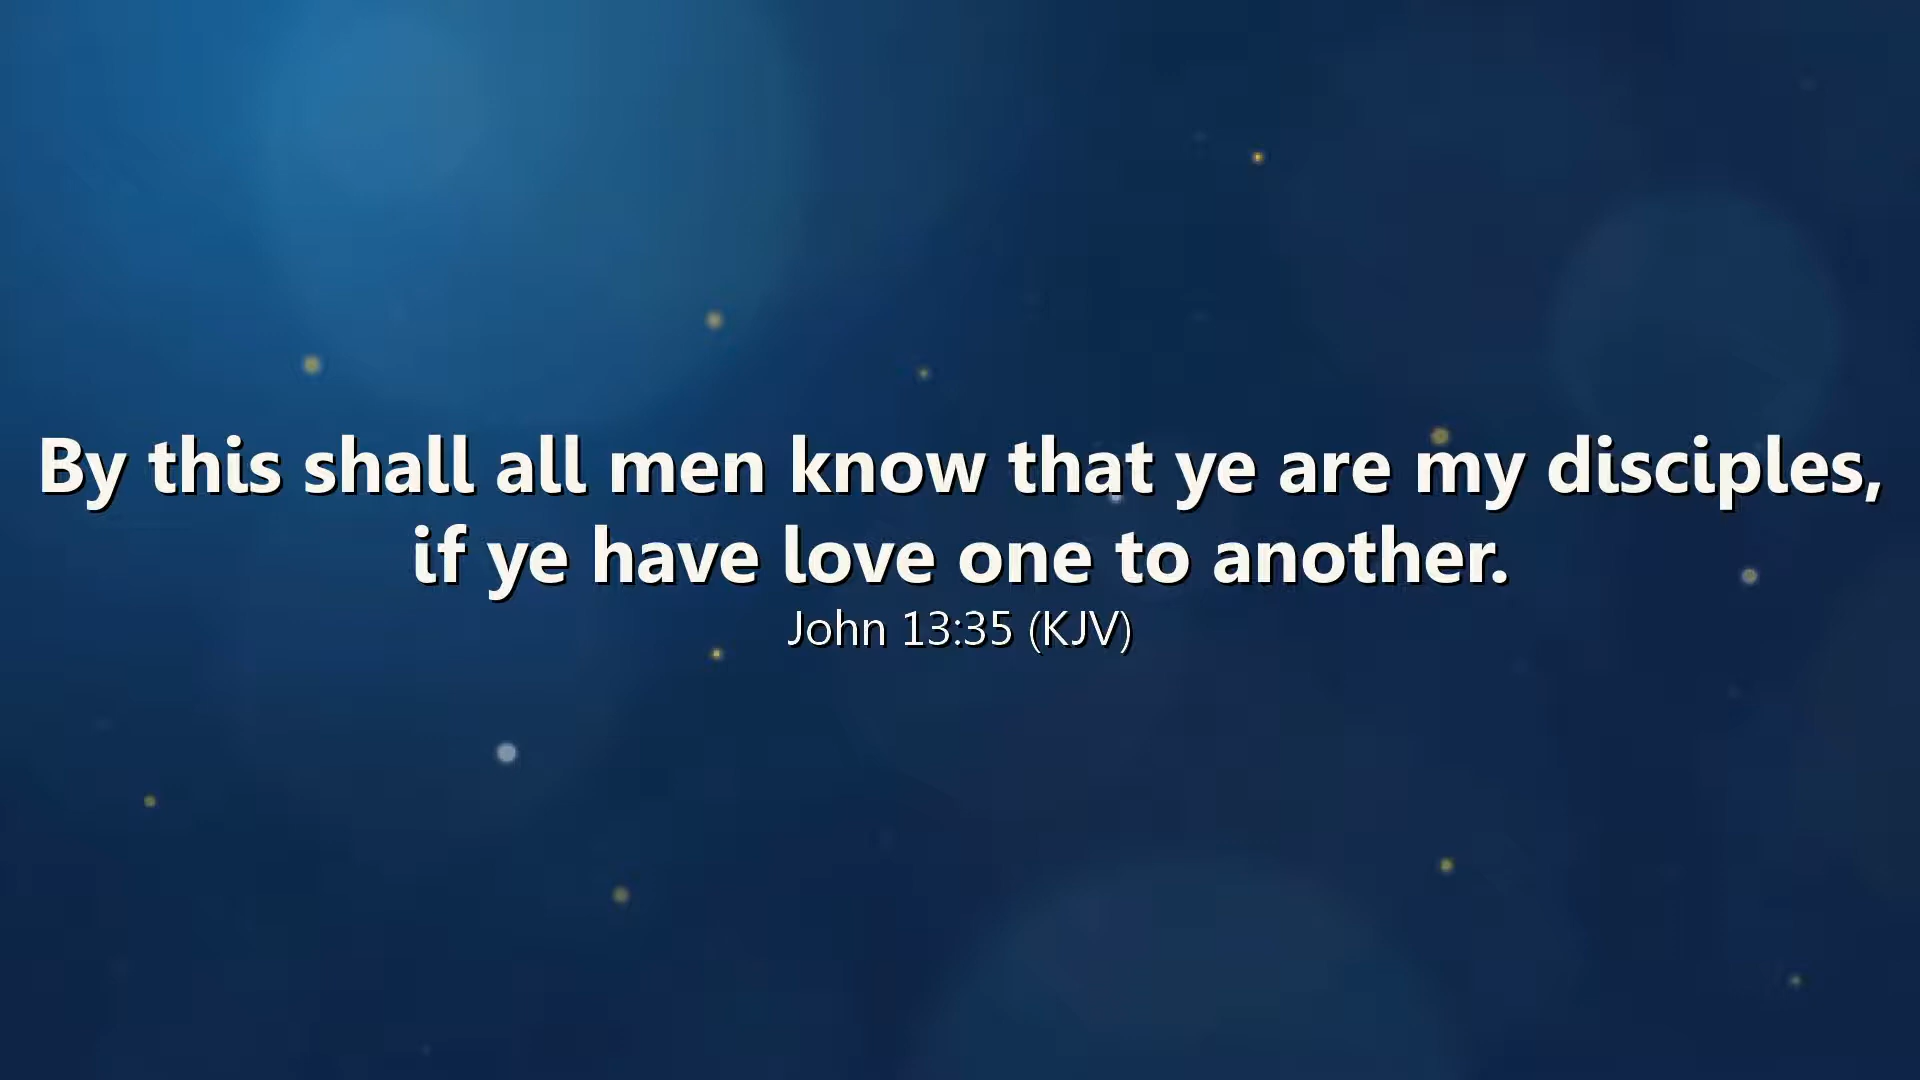 By this shall all men know that ye are my disciples,
if ye have love one to another.
John 13:35 (KJV)